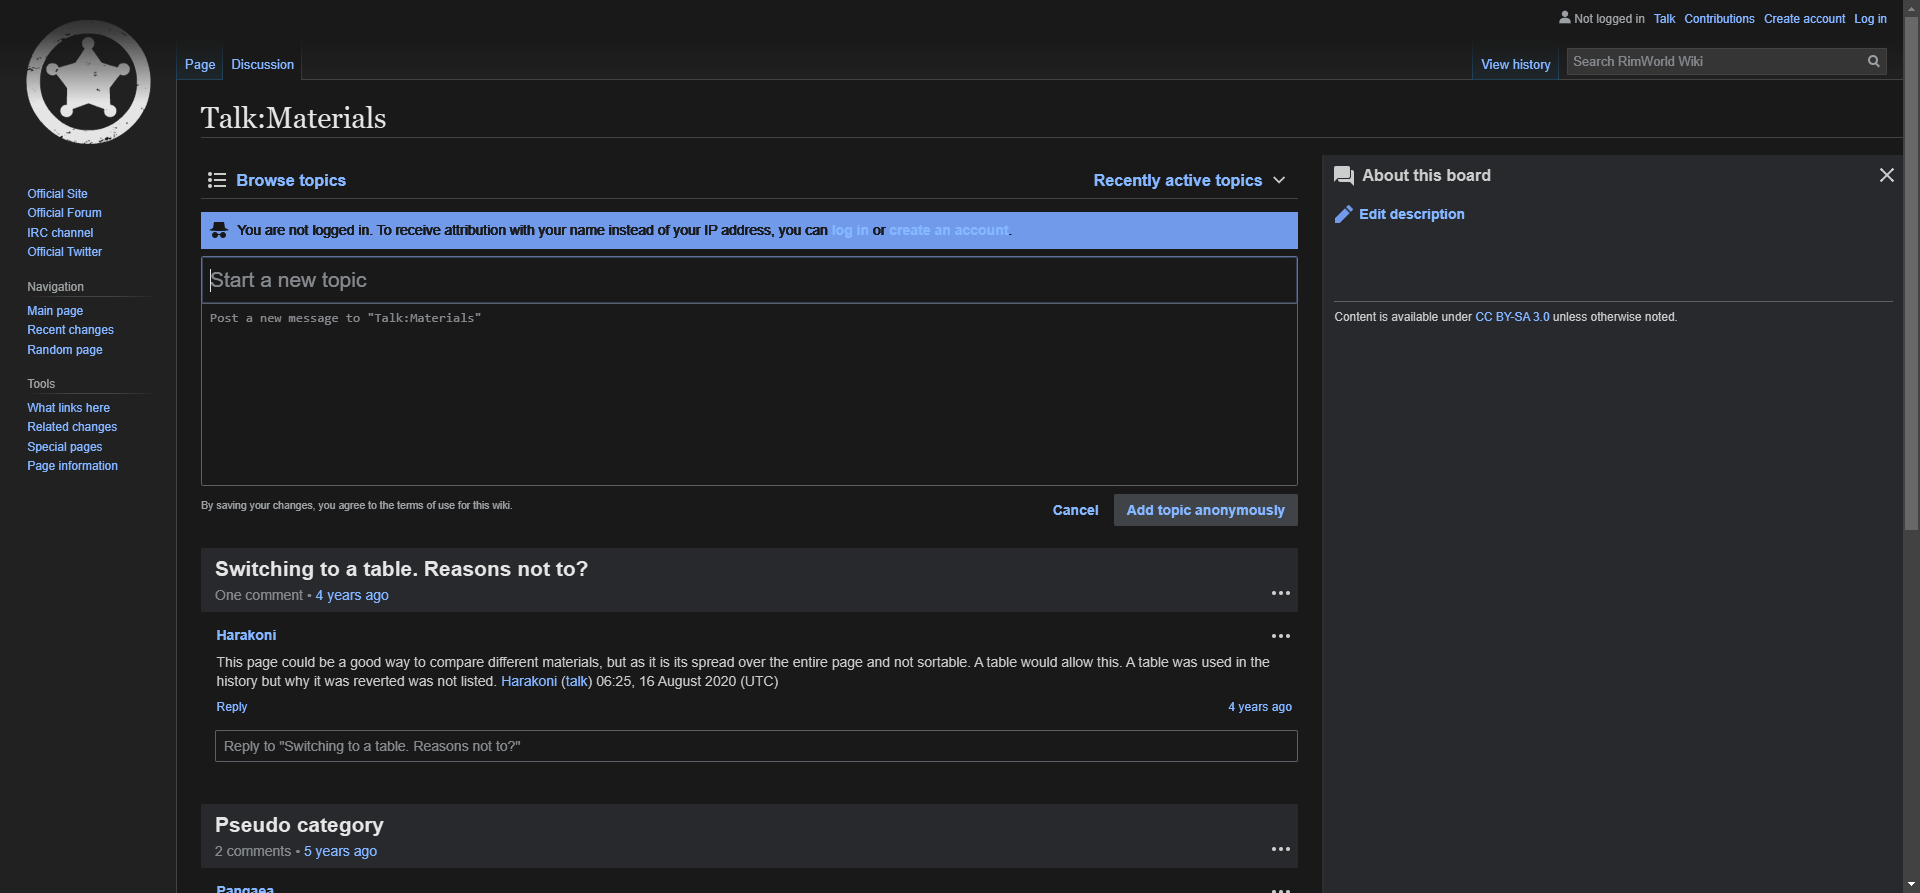 Not logged in Talk Contributions Create account Log in
Page Discussion View history Search RimWorld Wiki
Talk:Materials
Official Site
Official Forum
IRC channel
Official Twitter
Navigation
Main page
Recent changes
Random page
Tools
What links here
Related changes
Special pages
Page information
Browse topics Recently active topics
You are not logged in. To receive attribution with your name instead of your IP address, you can log in or create an account.
Start a new topic
Post a new message to "Talk:Materials"
By saving your changes, you agree to the terms of use for this wiki.
Cancel Add topic anonymously
Switching to a table. Reasons not to?
One comment • 4 years ago
Harakoni
This page could be a good way to compare different materials, but as it is its spread over the entire page and not sortable. A table would allow this. A table was used in the
history but why it was reverted was not listed. Harakoni (talk) 06:25, 16 August 2020 (UTC)
Reply 4 years ago
Reply to "Switching to a table. Reasons not to?"
Pseudo category
2 comments • 5 years ago
Pangaea
About this board
Edit description
Content is available under CC BY-SA 3.0 unless otherwise noted.